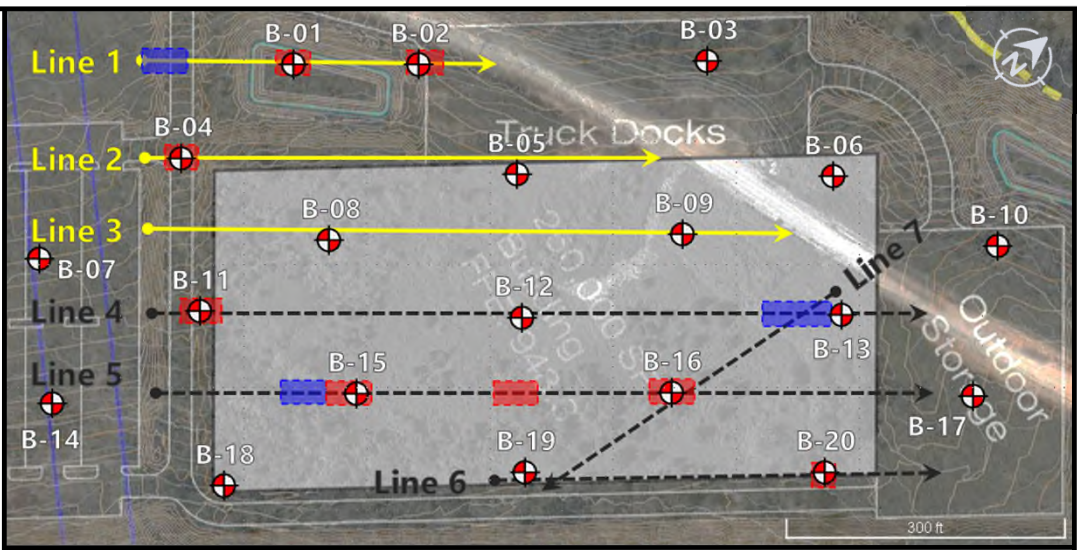 B-01
B-02
B-03
Line 1
B-04
Truck Docks
Line 2
B-05
B-06
B-08
B-09
B-10
Line 3
Line 7
B-07
B-11
B-12
Line 4
B-13
Outdoor
Storage
Building
Line 5
B-15
B-16
B-14
B-17
B-18
B-19
B-20
Line 6
300 ft
N